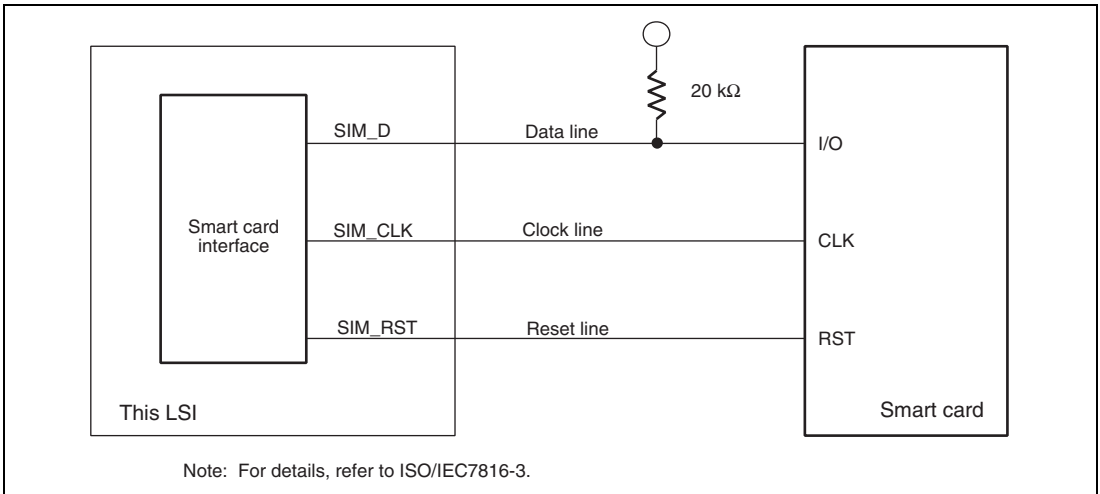 20 kΩ
SIM_D
Data line
I/O
Smart card
interface
SIM_CLK
Clock line
CLK
SIM_RST
Reset line
RST
This LSI
Smart card
Note: For details, refer to ISO/IEC7816-3.